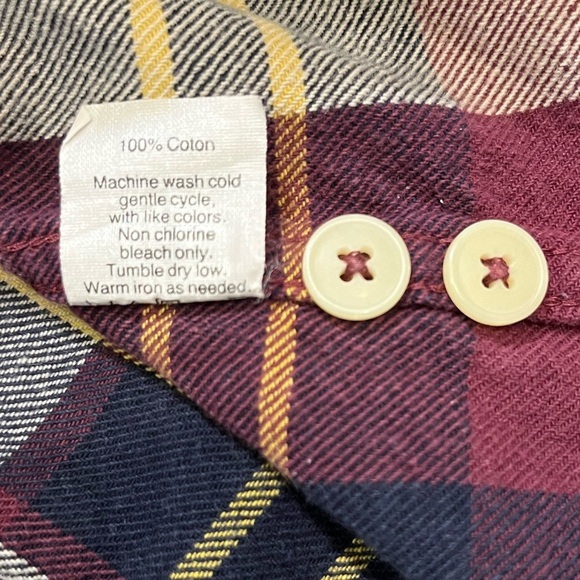 100% Coton
Machine wash cold
gentle cycle,
with like colors.
Non chlorine
bleach only.
Tumble dry low.
Warm iron as needed.